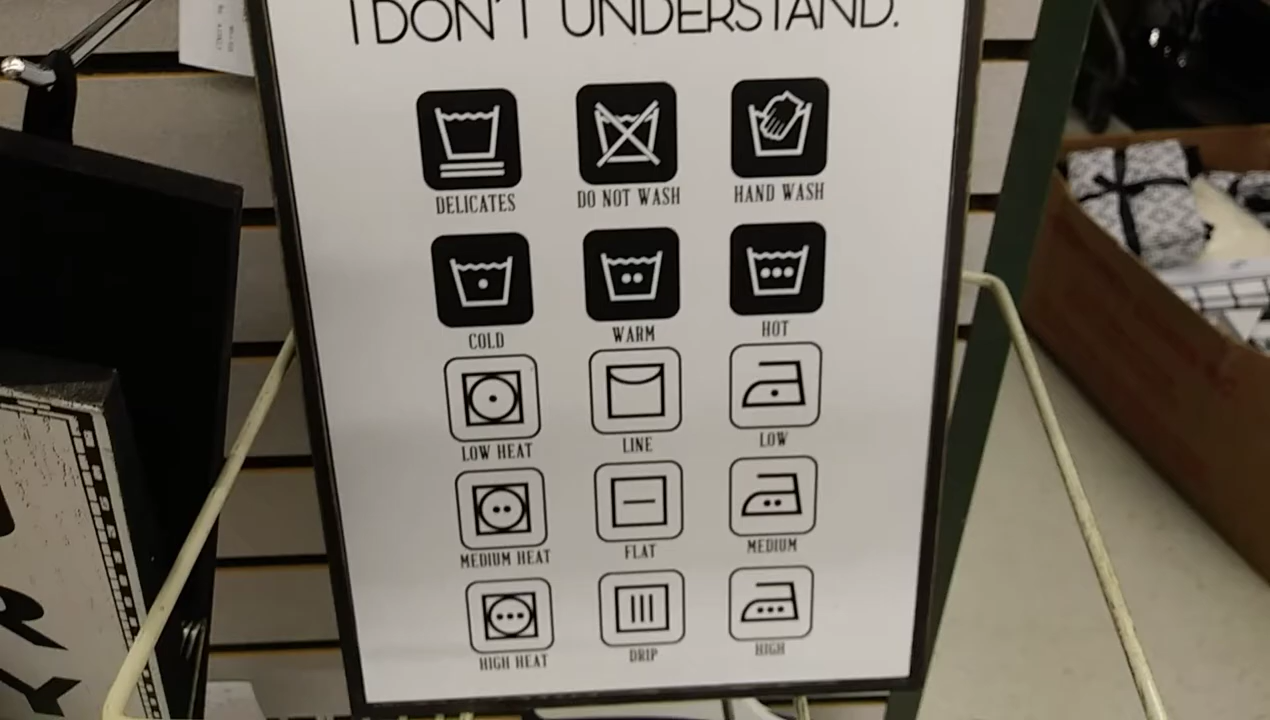 I DON'T UNDERSTAND.
DELICATES DO NOT WASH HAND WASH
COLD WARM HOT
LOW HEAT LINE LOW
MEDIUM HEAT FLAT MEDIUM
HIGH HEAT DRIP HIGH
R
Y